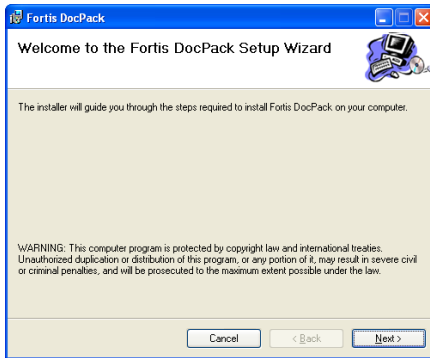 Fortis DocPack
Welcome to the Fortis DocPack Setup Wizard
The installer will guide you through the steps required to install Fortis DocPack on your computer.
WARNING: This computer program is protected by copyright law and international treaties.
Unauthorized duplication or distribution of this program, or any portion of it, may result in severe civil
or criminal penalties, and will be prosecuted to the maximum extent possible under the law.
Cancel
< Back
Next >